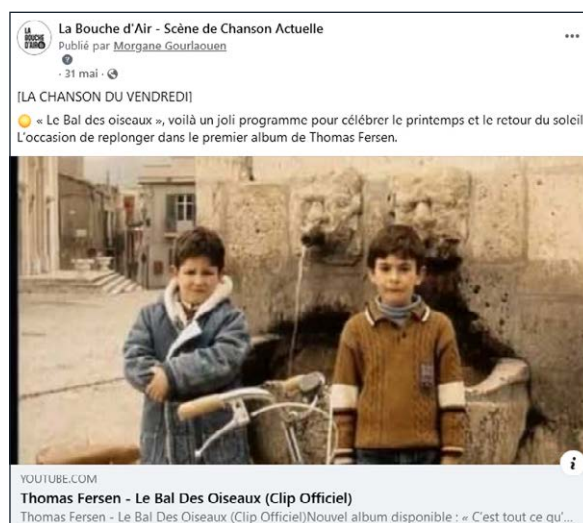 LA
BOUCHE
D'AIR
La Bouche d'Air - Scène de Chanson Actuelle
Publié par Morgane Gourlaouen
?
· 31 mai ·
[LA CHANSON DU VENDREDI]
« Le Bal des oiseaux », voilà un joli programme pour célébrer le printemps et le retour du soleil
L'occasion de replonger dans le premier album de Thomas Fersen.
i
YOUTUBE.COM
Thomas Fersen - Le Bal Des Oiseaux (Clip Officiel)
Thomas Fersen - Le Bal Des Oiseaux (Clip Officiel)Nouvel album disponible : « C'est tout ce qu'...